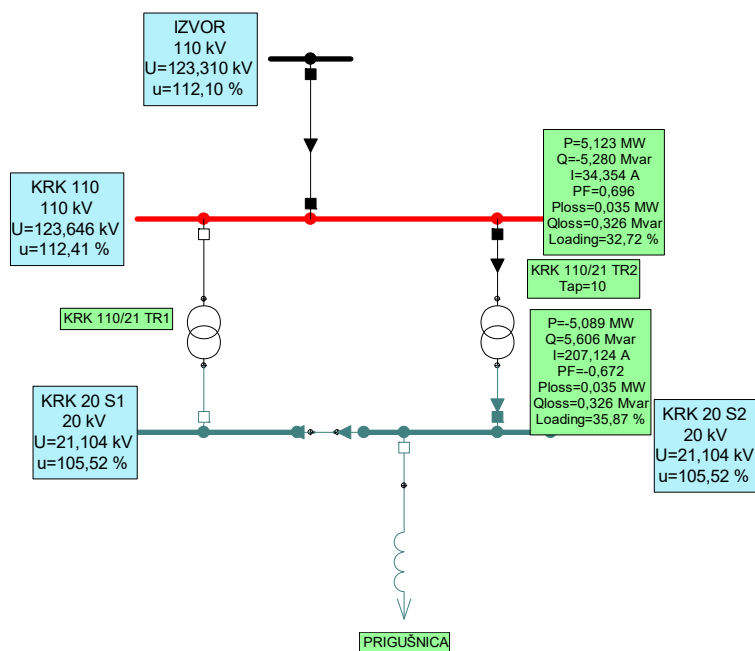 IZVOR
110 kV
U=123,310 kV
u=112,10 %
KRK 110
110 kV
U=123,646 kV
u=112,41 %
P=5,123 MW
Q=-5,280 Mvar
I=34,354 A
PF=0,696
Ploss=0,035 MW
Qloss=0,326 Mvar
Loading=32,72 %
KRK 110/21 TR2
Tap=10
KRK 110/21 TR1
P=-5,089 MW
Q=5,606 Mvar
I=207,124 A
PF=-0,672
Ploss=0,035 MW
Qloss=0,326 Mvar
Loading=35,87 %
KRK 20 S1
20 kV
U=21,104 kV
u=105,52 %
KRK 20 S2
20 kV
U=21,104 kV
u=105,52 %
PRIGUŠNICA